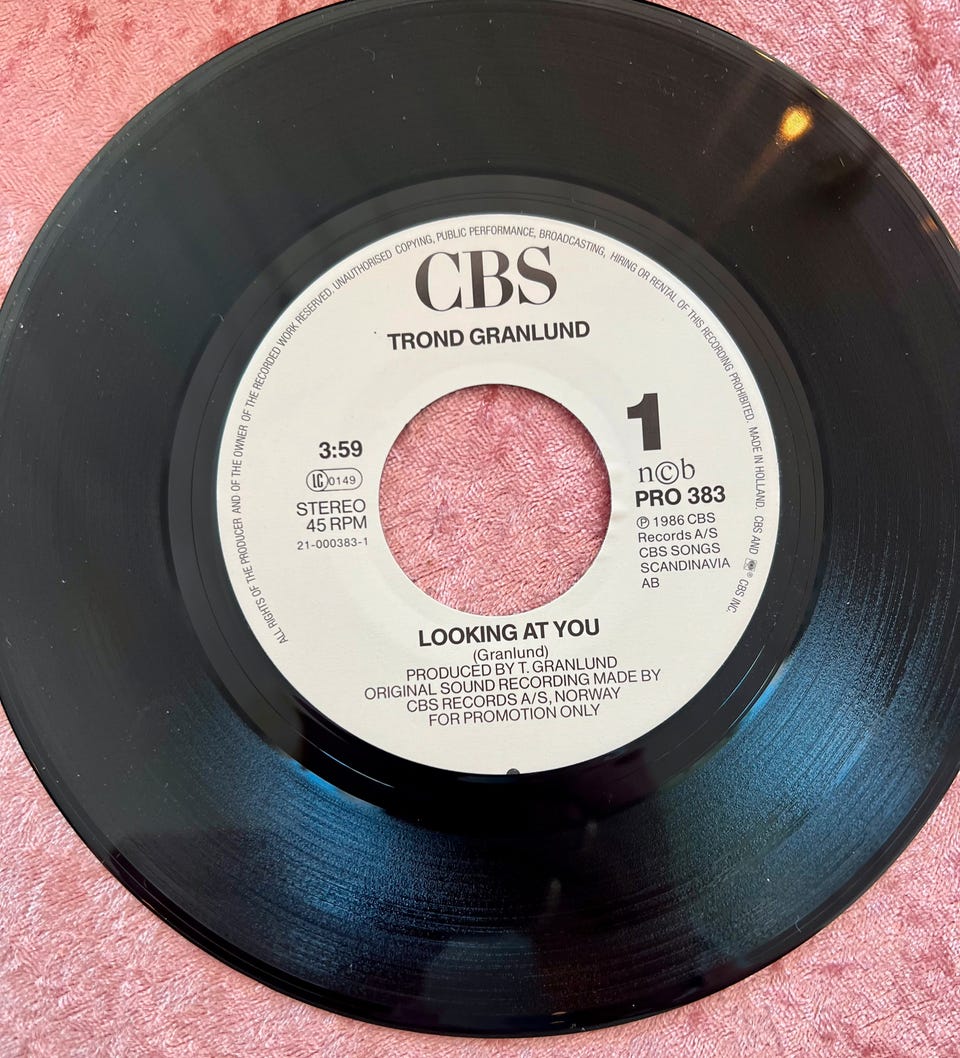 ALL RIGHTS OF THE PRODUCER AND OF THE OWNER OF THE RECORDED WORK RESERVED. UNAUTHORISED COPYING, PUBLIC PERFORMANCE, BROADCASTING, HIRING OR RENTAL OF THIS RECORDING PROHIBITED. MADE IN HOLLAND. CBS AND ® CBS INC.
CBS
TROND GRANLUND
3:59
LC 0149
STEREO
45 RPM
21-000383-1
1
n©b
PRO 383
℗ 1986 CBS
Records A/S
CBS SONGS
SCANDINAVIA
AB
LOOKING AT YOU
(Granlund)
PRODUCED BY T. GRANLUND
ORIGINAL SOUND RECORDING MADE BY
CBS RECORDS A/S, NORWAY
FOR PROMOTION ONLY